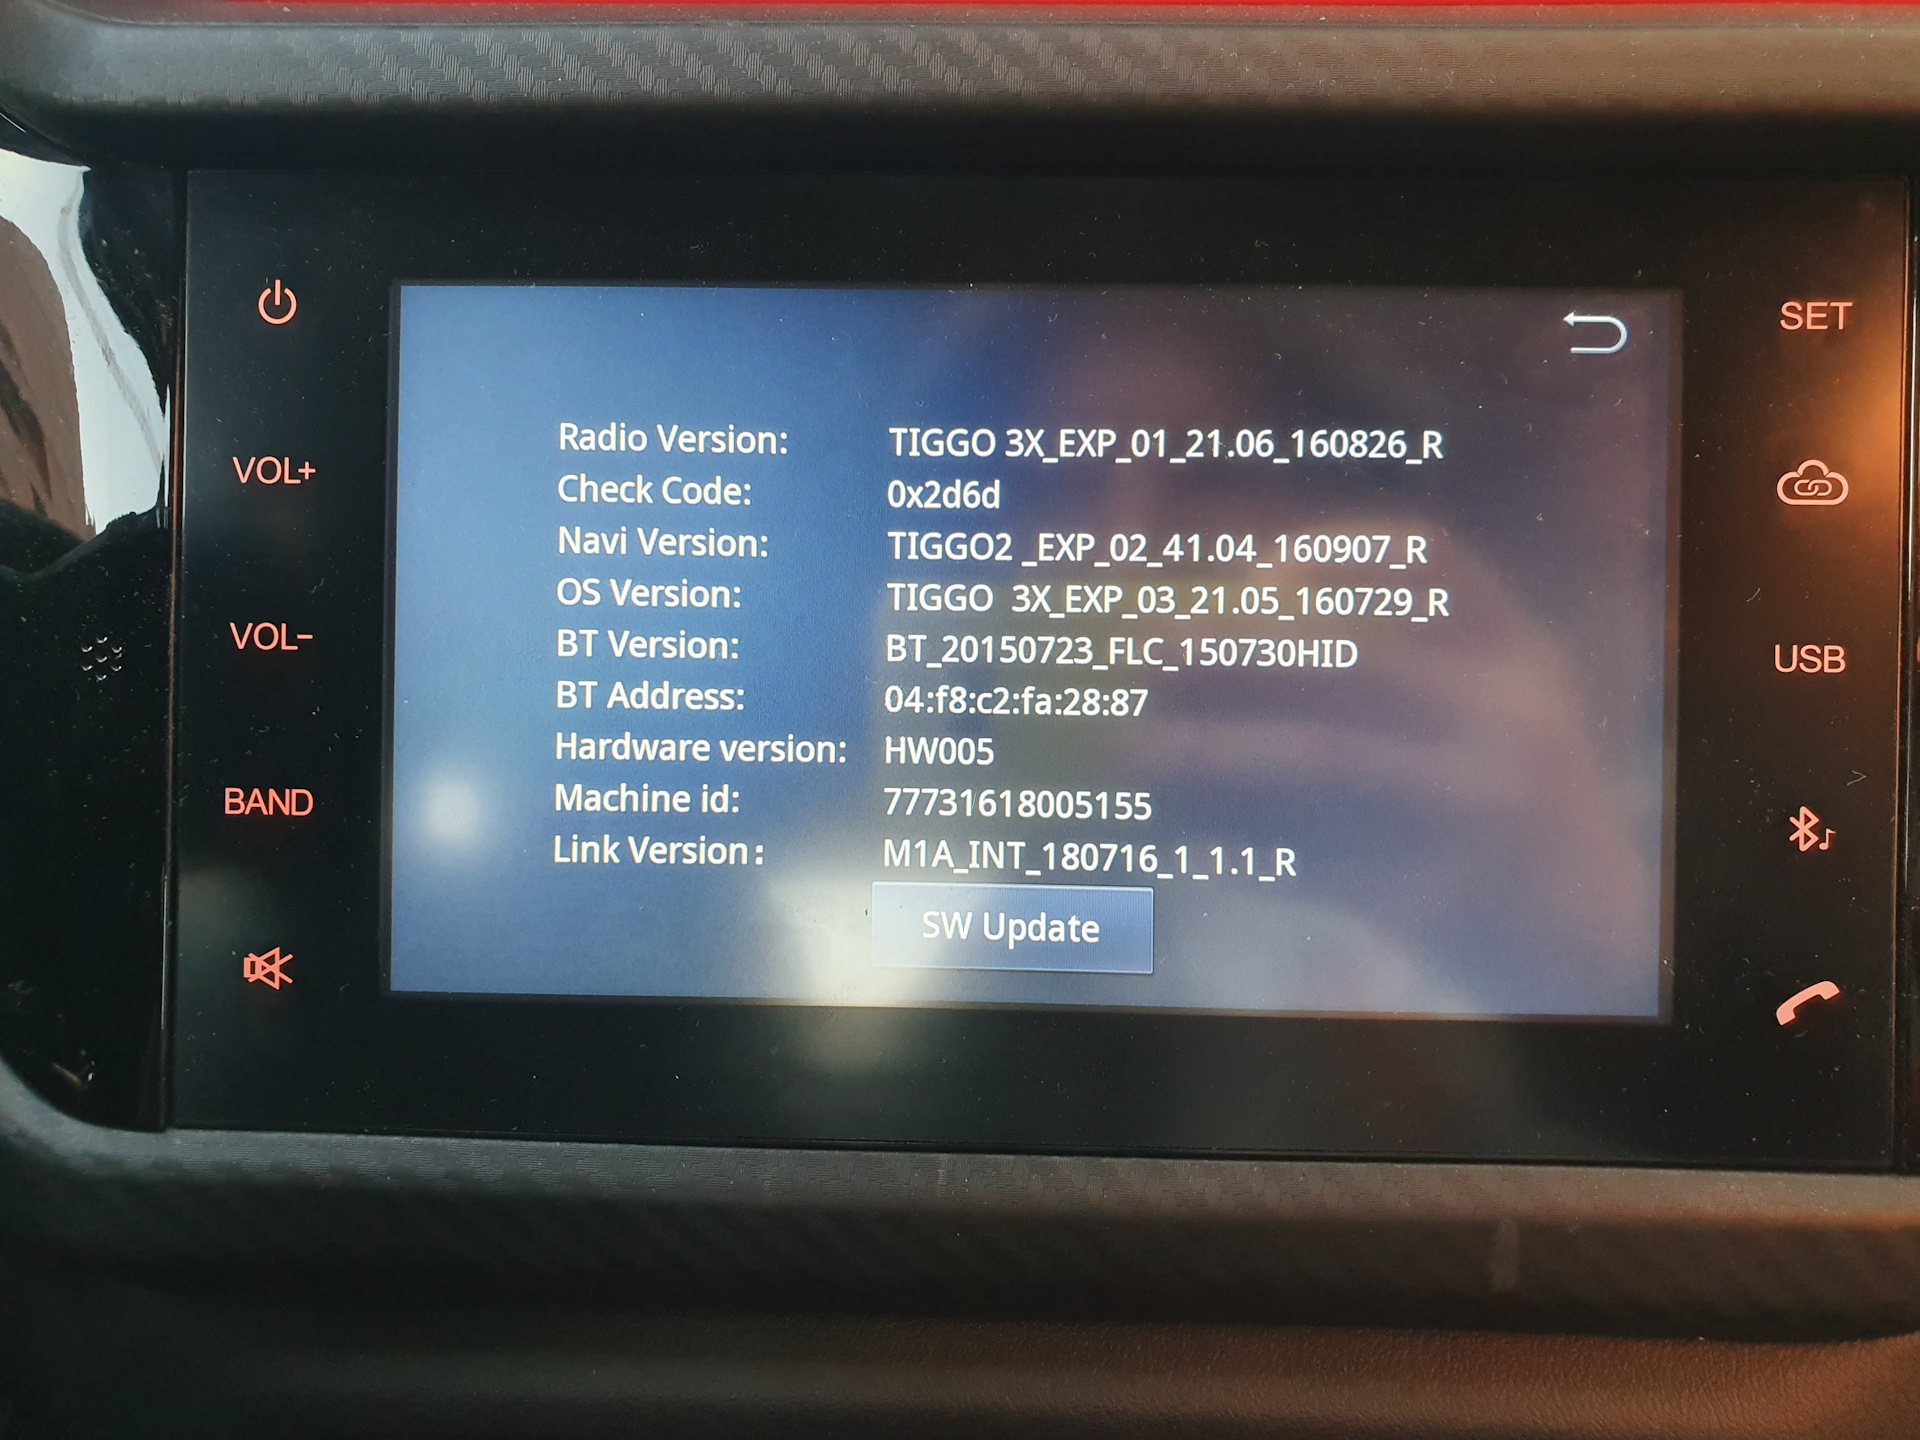 SET
VOL+
Radio Version: TIGGO 3X_EXP_01_21.06_160826_R
Check Code: 0x2d6d
Navi Version: TIGGO2 _EXP_02_41.04_160907_R
OS Version: TIGGO  3X_EXP_03_21.05_160729_R
VOL-
BT Version: BT_20150723_FLC_150730HID
USB
BT Address: 04:f8:c2:fa:28:87
Hardware version: HW005
BAND
Machine id: 77731618005155
Link Version: M1A_INT_180716_1_1.1_R
SW Update